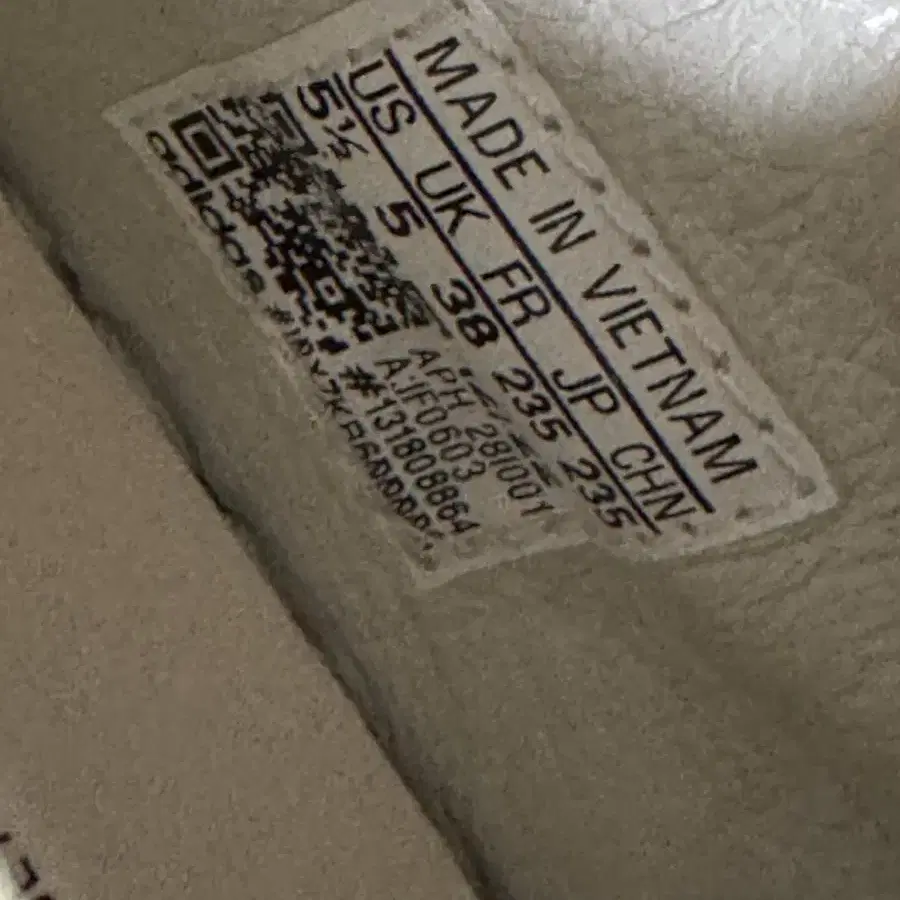 MADE IN VIETNAM
US UK FR JP CHN
5½ 5 38 235 235
APH 28I001
AJF0603
#131808864
adidas